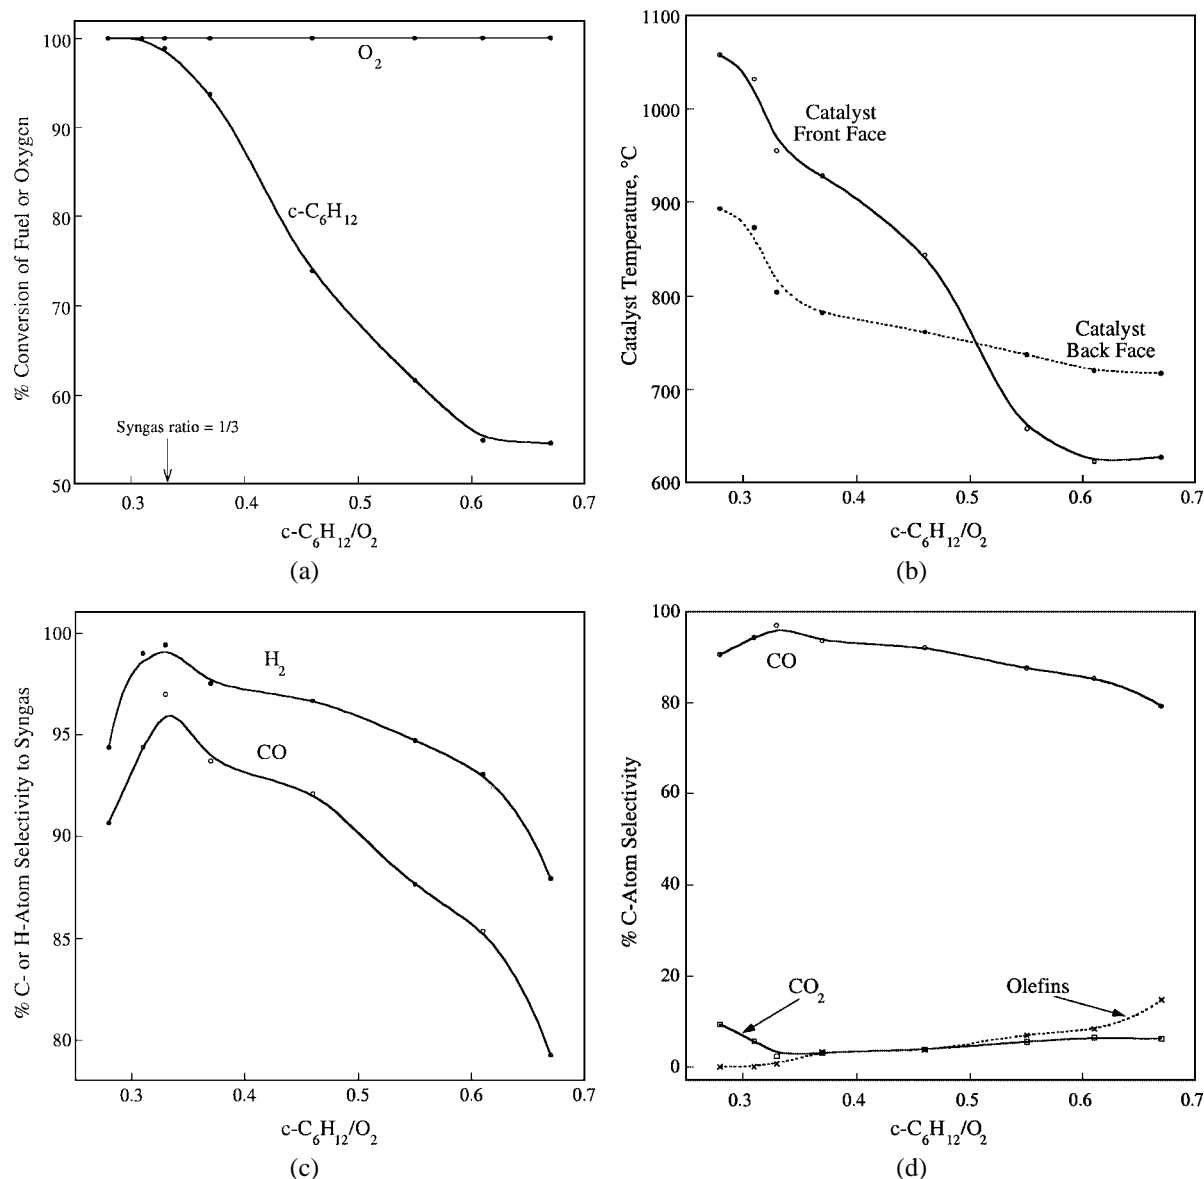 100
90
80
70
60
50
% Conversion of Fuel or Oxygen
O2
c-C6H12
Syngas ratio = 1/3
0.3 0.4 0.5 0.6 0.7
c-C6H12/O2
(a)
1100
1000
900
800
700
600
Catalyst Temperature, °C
Catalyst
Front Face
Catalyst
Back Face
0.3 0.4 0.5 0.6 0.7
c-C6H12/O2
(b)
100
95
90
85
80
% C- or H-Atom Selectivity to Syngas
H2
CO
0.3 0.4 0.5 0.6 0.7
c-C6H12/O2
(c)
100
80
60
40
20
0
% C-Atom Selectivity
CO
CO2
Olefins
0.3 0.4 0.5 0.6 0.7
c-C6H12/O2
(d)